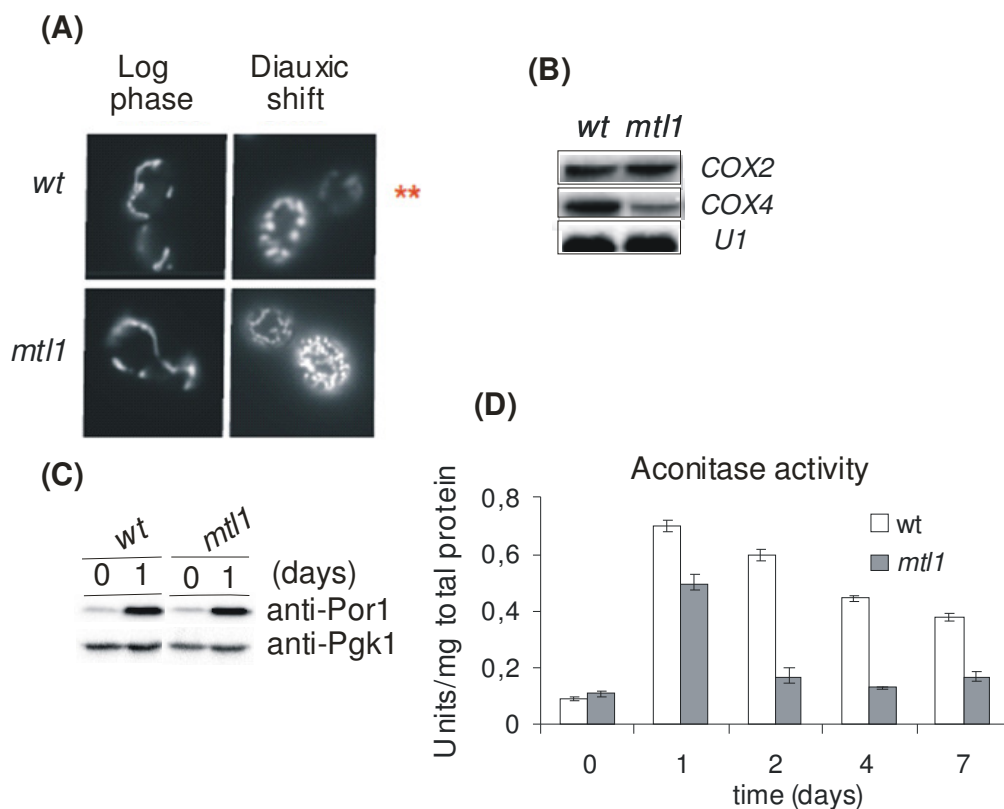 (A)
Log
phase
Diauxic
shift
wt
**
mtl1
(B)
wt mtl1
COX2
COX4
U1
(C)
wt mtl1
0 1 0 1 (days)
anti-Por1
anti-Pgk1
(D)
Aconitase activity
Units/mg total protein
0,8
0,6
0,4
0,2
0
wt
mtl1
0 1 2 4 7
time (days)